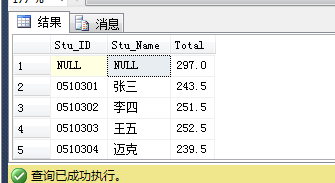 结果 消息
Stu_ID Stu_Name Total
1 NULL NULL 297.0
2 0510301 张三 243.5
3 0510302 李四 251.5
4 0510303 王五 252.5
5 0510304 迈克 239.5
查询已成功执行。